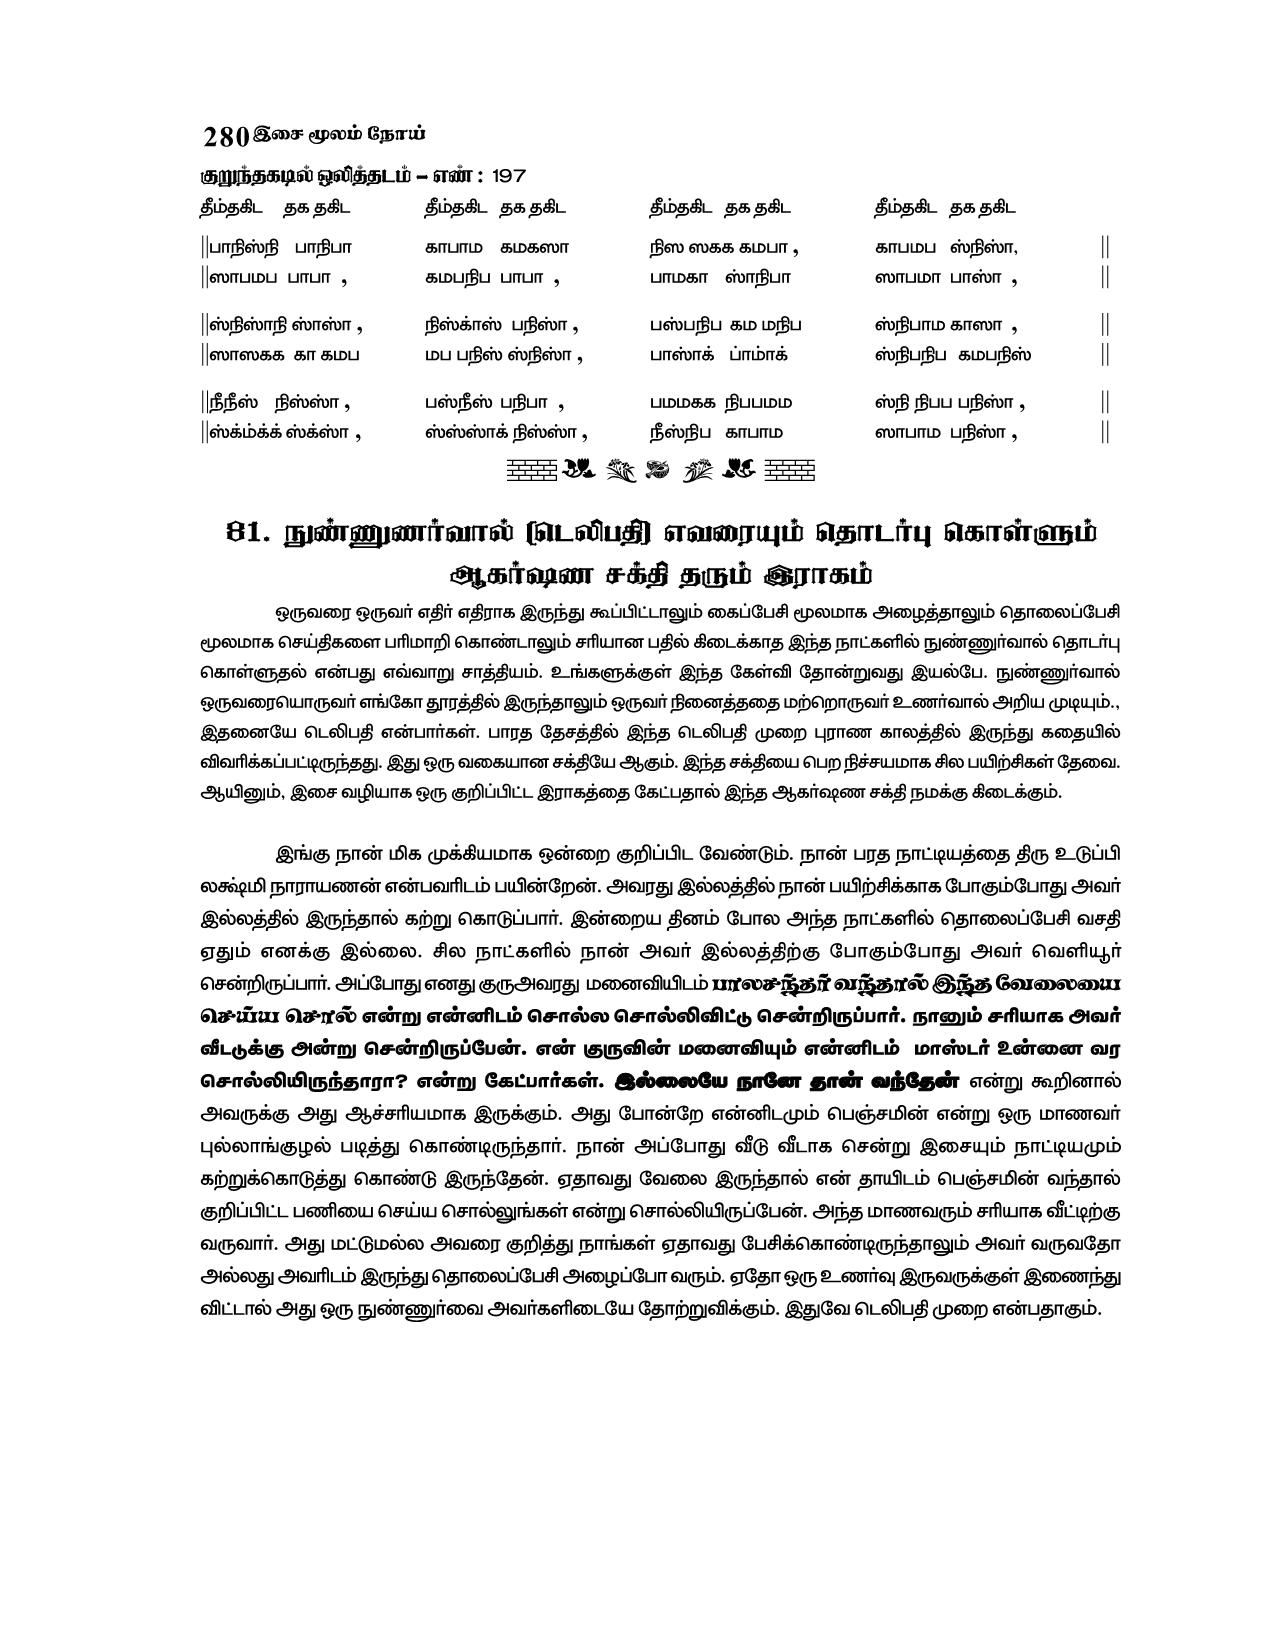 280 இசை மூலம் நோய்
குறுந்தகடில் ஒலித்தடம் – எண் : 197
தீம்தகிட தக தகிட தீம்தகிட தக தகிட தீம்தகிட தக தகிட தீம்தகிட தக தகிட
||பாநிஸ்நி பாநிபா காபாம கமகஸா நிஸ ஸகக கமபா , காபமப ஸ்நிஸா, ||
||ஸாபமப பாபா , கமபநிப பாபா , பாமகா ஸ்ாநிபா ஸாபமா பாஸ்ா , ||
||ஸ்நிஸ்ாநி ஸ்ாஸ்ா , நிஸ்க்ாஸ் பநிஸ்ா , பஸ்பநிப கம மநிப ஸ்நிபாம காஸா , ||
||ஸாஸகக கா கமப மப பநிஸ் ஸ்நிஸ்ா , பாஸ்ாக் ப்ாம்ாக் ஸ்நிபநிப கமபநிஸ் ||
||நீநீஸ் நிஸ்ஸ்ா , பஸ்நீஸ் பநிபா , பமமகக நிபபமம ஸ்நி நிபப பநிஸ்ா , ||
||ஸ்க்ம்க்க் ஸ்க்ஸ்ா , ஸ்ஸ்ஸ்ாக் நிஸ்ஸ்ா , நீஸ்நிப காபாம ஸாபாம பநிஸ்ா , ||
81. நுண்ணுணர்வால் (டெலிபதி) எவரையும் தொடர்பு கொள்ளும்
ஆகர்ஷண சக்தி தரும் இராகம்
ஒருவரை ஒருவர் எதிர் எதிராக இருந்து கூப்பிட்டாலும் கைப்பேசி மூலமாக அழைத்தாலும் தொலைப்பேசி
மூலமாக செய்திகளை பரிமாறி கொண்டாலும் சரியான பதில் கிடைக்காத இந்த நாட்களில் நுண்ணுர்வால் தொடர்பு
கொள்ளுதல் என்பது எவ்வாறு சாத்தியம். உங்களுக்குள் இந்த கேள்வி தோன்றுவது இயல்பே. நுண்ணுர்வால்
ஒருவரையொருவர் எங்கோ தூரத்தில் இருந்தாலும் ஒருவர் நினைத்ததை மற்றொருவர் உணர்வால் அறிய முடியும்.,
இதனையே டெலிபதி என்பார்கள். பாரத தேசத்தில் இந்த டெலிபதி முறை புராண காலத்தில் இருந்து கதையில்
விவரிக்கப்பட்டிருந்தது. இது ஒரு வகையான சக்தியே ஆகும். இந்த சக்தியை பெற நிச்சயமாக சில பயிற்சிகள் தேவை.
ஆயினும், இசை வழியாக ஒரு குறிப்பிட்ட இராகத்தை கேட்பதால் இந்த ஆகர்ஷண சக்தி நமக்கு கிடைக்கும்.
இங்கு நான் மிக முக்கியமாக ஒன்றை குறிப்பிட வேண்டும். நான் பரத நாட்டியத்தை திரு உடுப்பி
லக்ஷ்மி நாராயணன் என்பவரிடம் பயின்றேன். அவரது இல்லத்தில் நான் பயிற்சிக்காக போகும்போது அவர்
இல்லத்தில் இருந்தால் கற்று கொடுப்பார். இன்றைய தினம் போல அந்த நாட்களில் தொலைப்பேசி வசதி
ஏதும் எனக்கு இல்லை. சில நாட்களில் நான் அவர் இல்லத்திற்கு போகும்போது அவர் வெளியூர்
சென்றிருப்பார். அப்போது எனது குருஅவரது மனைவியிடம் பாலசந்தர் வந்தால் இந்த வேலையை
செய்ய சொல் என்று என்னிடம் சொல்ல சொல்லிவிட்டு சென்றிருப்பார். நானும் சரியாக அவர்
வீடடுக்கு அன்று சென்றிருப்பேன். என் குருவின் மனைவியும் என்னிடம் மாஸ்டர் உன்னை வர
சொல்லியிருந்தாரா? என்று கேட்பார்கள். இல்லையே நானே தான் வந்தேன் என்று கூறினால்
அவருக்கு அது ஆச்சரியமாக இருக்கும். அது போன்றே என்னிடமும் பெஞ்சமின் என்று ஒரு மாணவர்
புல்லாங்குழல் படித்து கொண்டிருந்தார். நான் அப்போது வீடு வீடாக சென்று இசையும் நாட்டியமும்
கற்றுக்கொடுத்து கொண்டு இருந்தேன். ஏதாவது வேலை இருந்தால் என் தாயிடம் பெஞ்சமின் வந்தால்
குறிப்பிட்ட பணியை செய்ய சொல்லுங்கள் என்று சொல்லியிருப்பேன். அந்த மாணவரும் சரியாக வீட்டிற்கு
வருவார். அது மட்டுமல்ல அவரை குறித்து நாங்கள் ஏதாவது பேசிக்கொண்டிருந்தாலும் அவர் வருவதோ
அல்லது அவரிடம் இருந்து தொலைப்பேசி அழைப்போ வரும். ஏதோ ஒரு உணர்வு இருவருக்குள் இணைந்து
விட்டால் அது ஒரு நுண்ணுர்வை அவர்களிடையே தோற்றுவிக்கும். இதுவே டெலிபதி முறை என்பதாகும்.